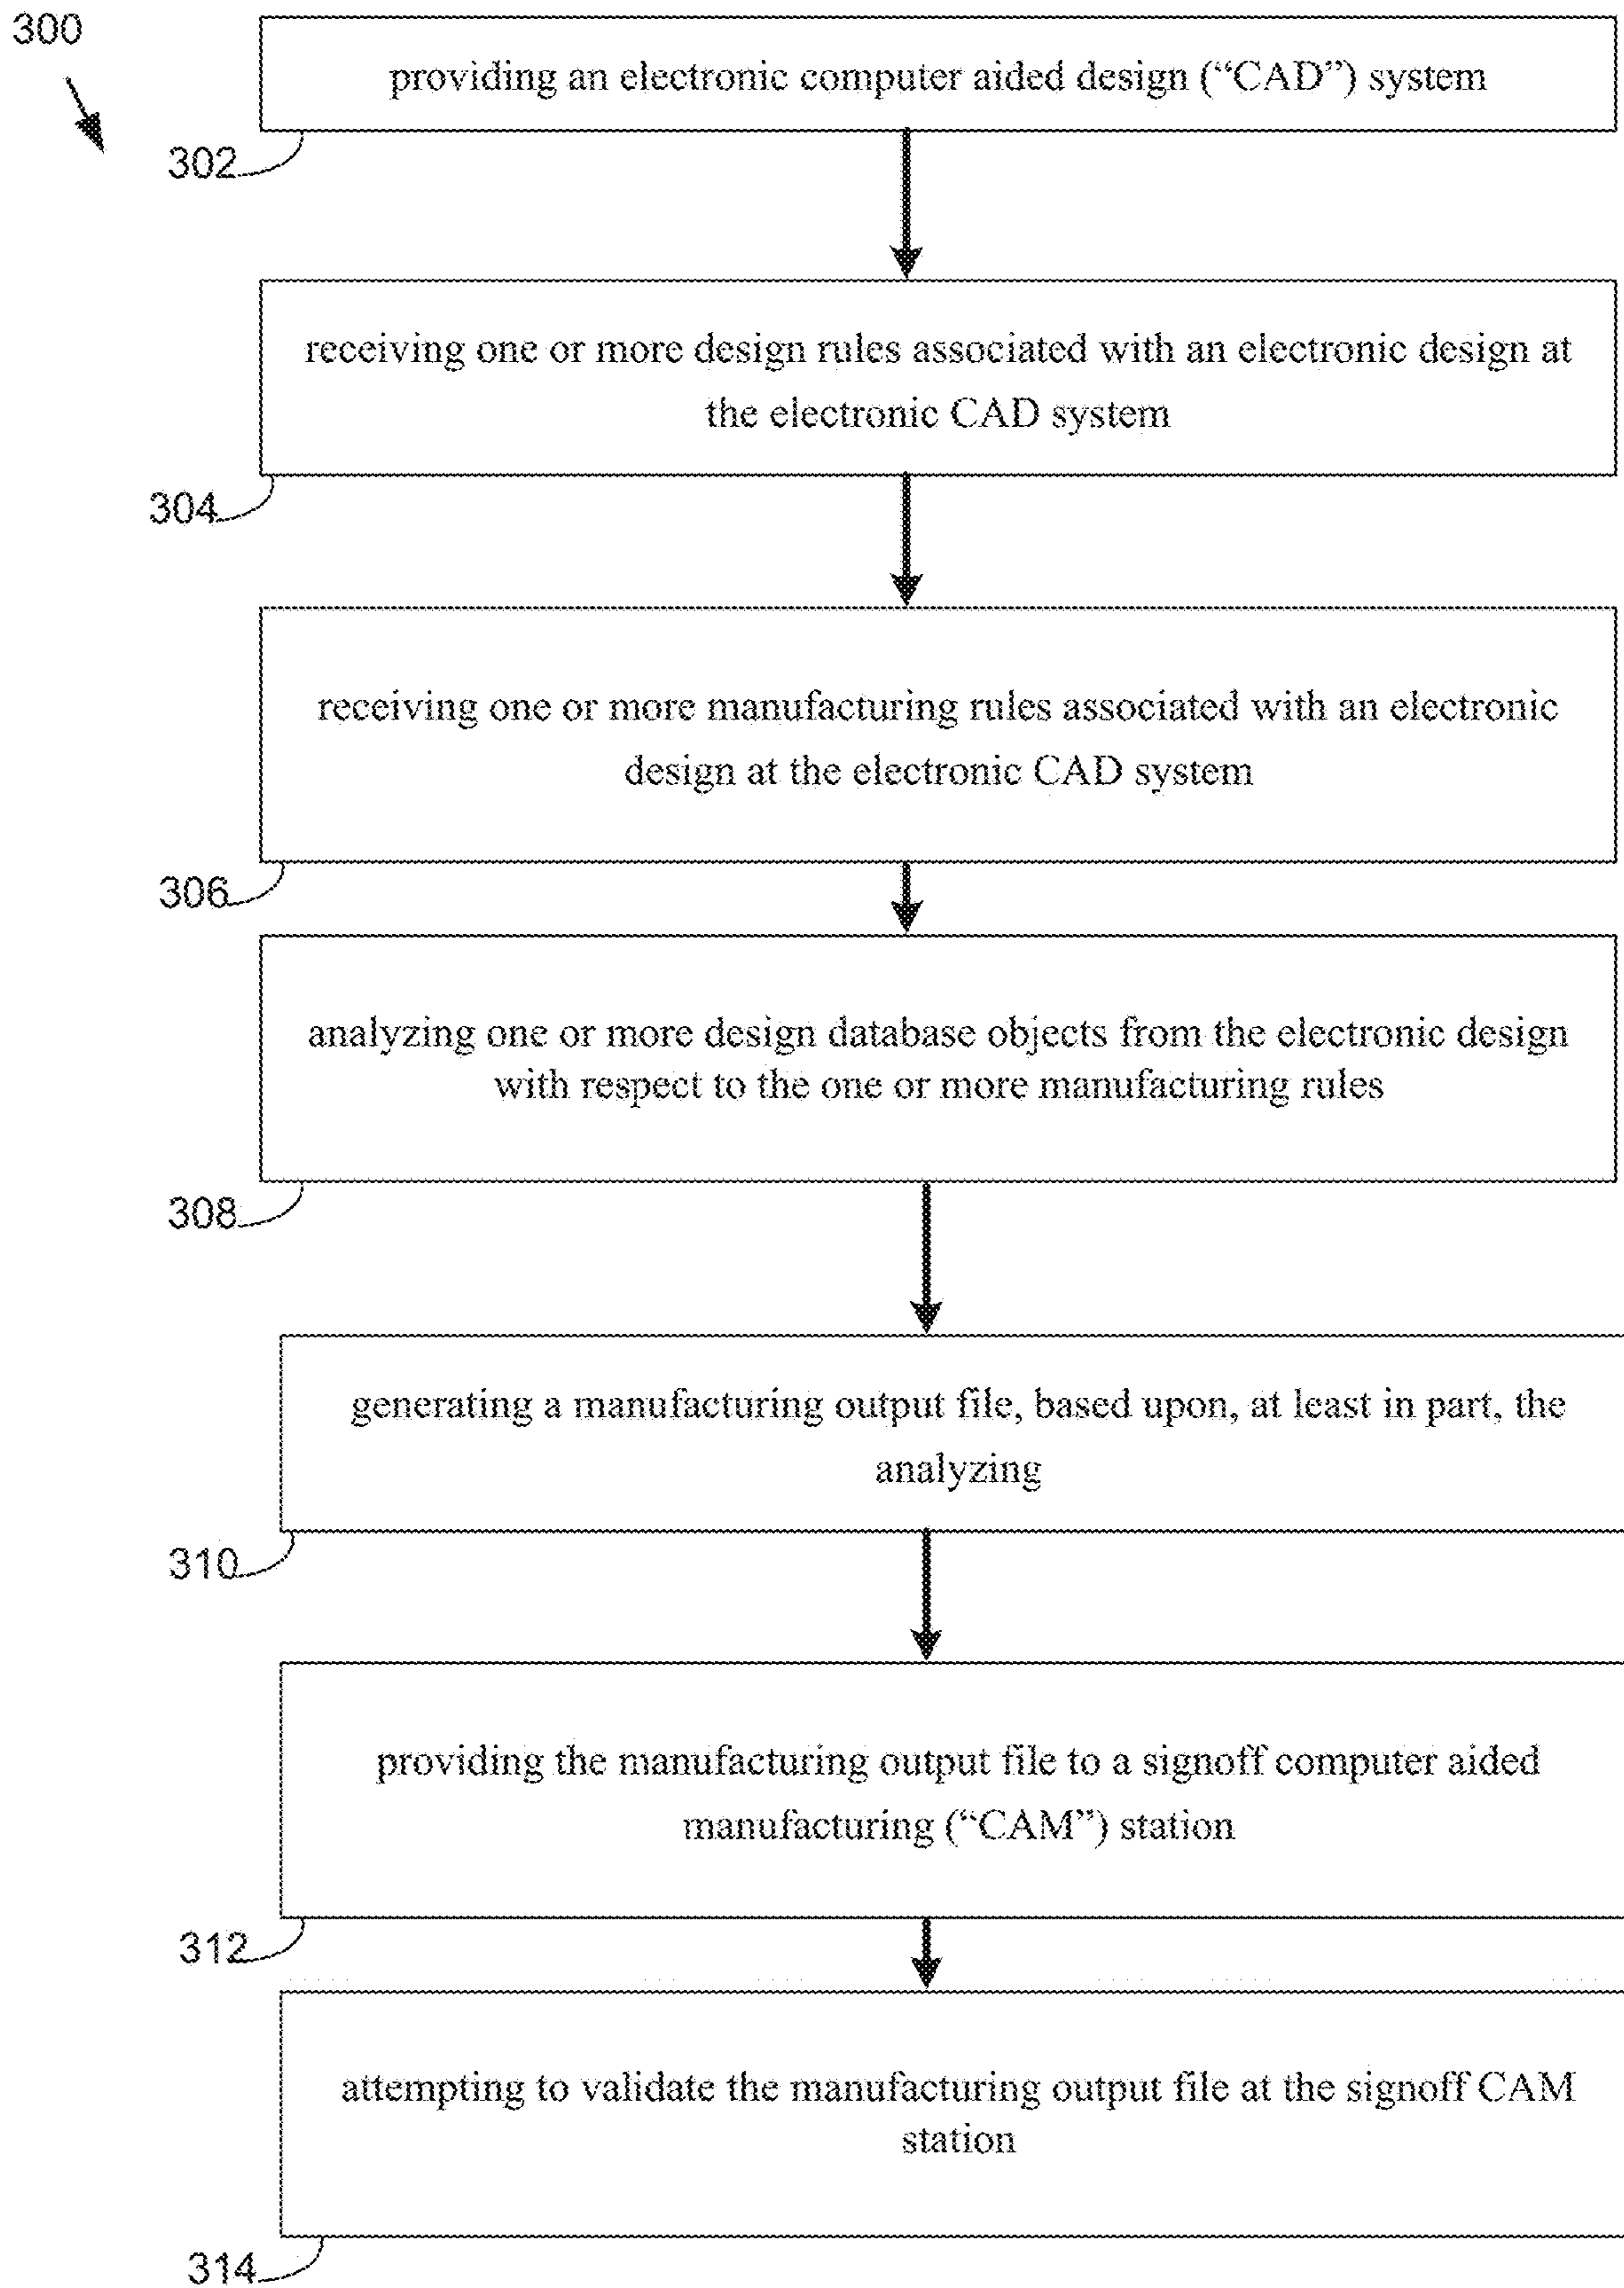 300
providing an electronic computer aided design (“CAD”) system
302
receiving one or more design rules associated with an electronic design at
the electronic CAD system
304
receiving one or more manufacturing rules associated with an electronic
design at the electronic CAD system
306
analyzing one or more design database objects from the electronic design
with respect to the one or more manufacturing rules
308
generating a manufacturing output file, based upon, at least in part, the
analyzing
310
providing the manufacturing output file to a signoff computer aided
manufacturing (“CAM”) station
312
attempting to validate the manufacturing output file at the signoff CAM
station
314